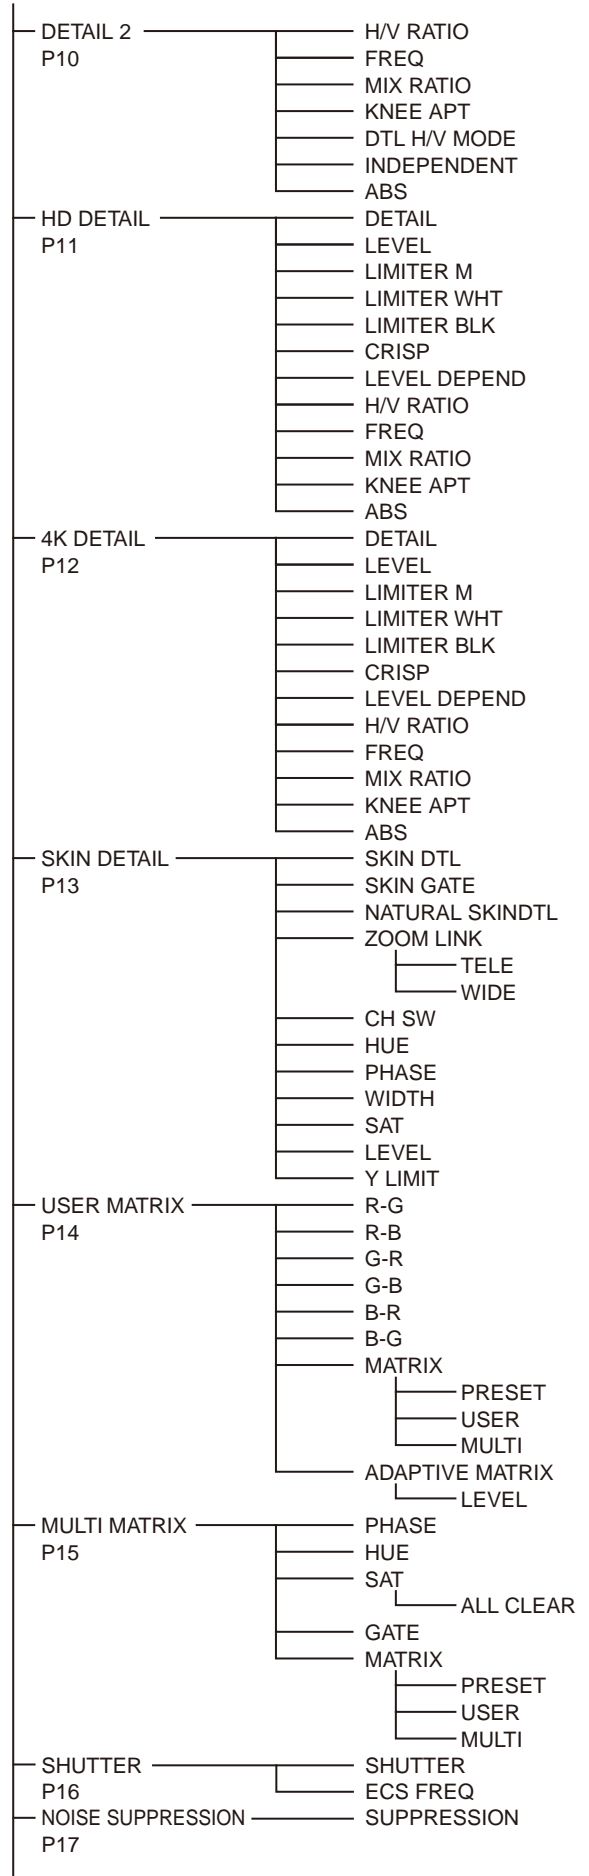 DETAIL 2
P10
H/V RATIO
FREQ
MIX RATIO
KNEE APT
DTL H/V MODE
INDEPENDENT
ABS
HD DETAIL
P11
DETAIL
LEVEL
LIMITER M
LIMITER WHT
LIMITER BLK
CRISP
LEVEL DEPEND
H/V RATIO
FREQ
MIX RATIO
KNEE APT
ABS
4K DETAIL
P12
DETAIL
LEVEL
LIMITER M
LIMITER WHT
LIMITER BLK
CRISP
LEVEL DEPEND
H/V RATIO
FREQ
MIX RATIO
KNEE APT
ABS
SKIN DETAIL
P13
SKIN DTL
SKIN GATE
NATURAL SKINDTL
ZOOM LINK
TELE
WIDE
CH SW
HUE
PHASE
WIDTH
SAT
LEVEL
Y LIMIT
USER MATRIX
P14
R-G
R-B
G-R
G-B
B-R
B-G
MATRIX
PRESET
USER
MULTI
ADAPTIVE MATRIX
LEVEL
MULTI MATRIX
P15
PHASE
HUE
SAT
ALL CLEAR
GATE
MATRIX
PRESET
USER
MULTI
SHUTTER
P16
SHUTTER
ECS FREQ
NOISE SUPPRESSION
P17
SUPPRESSION